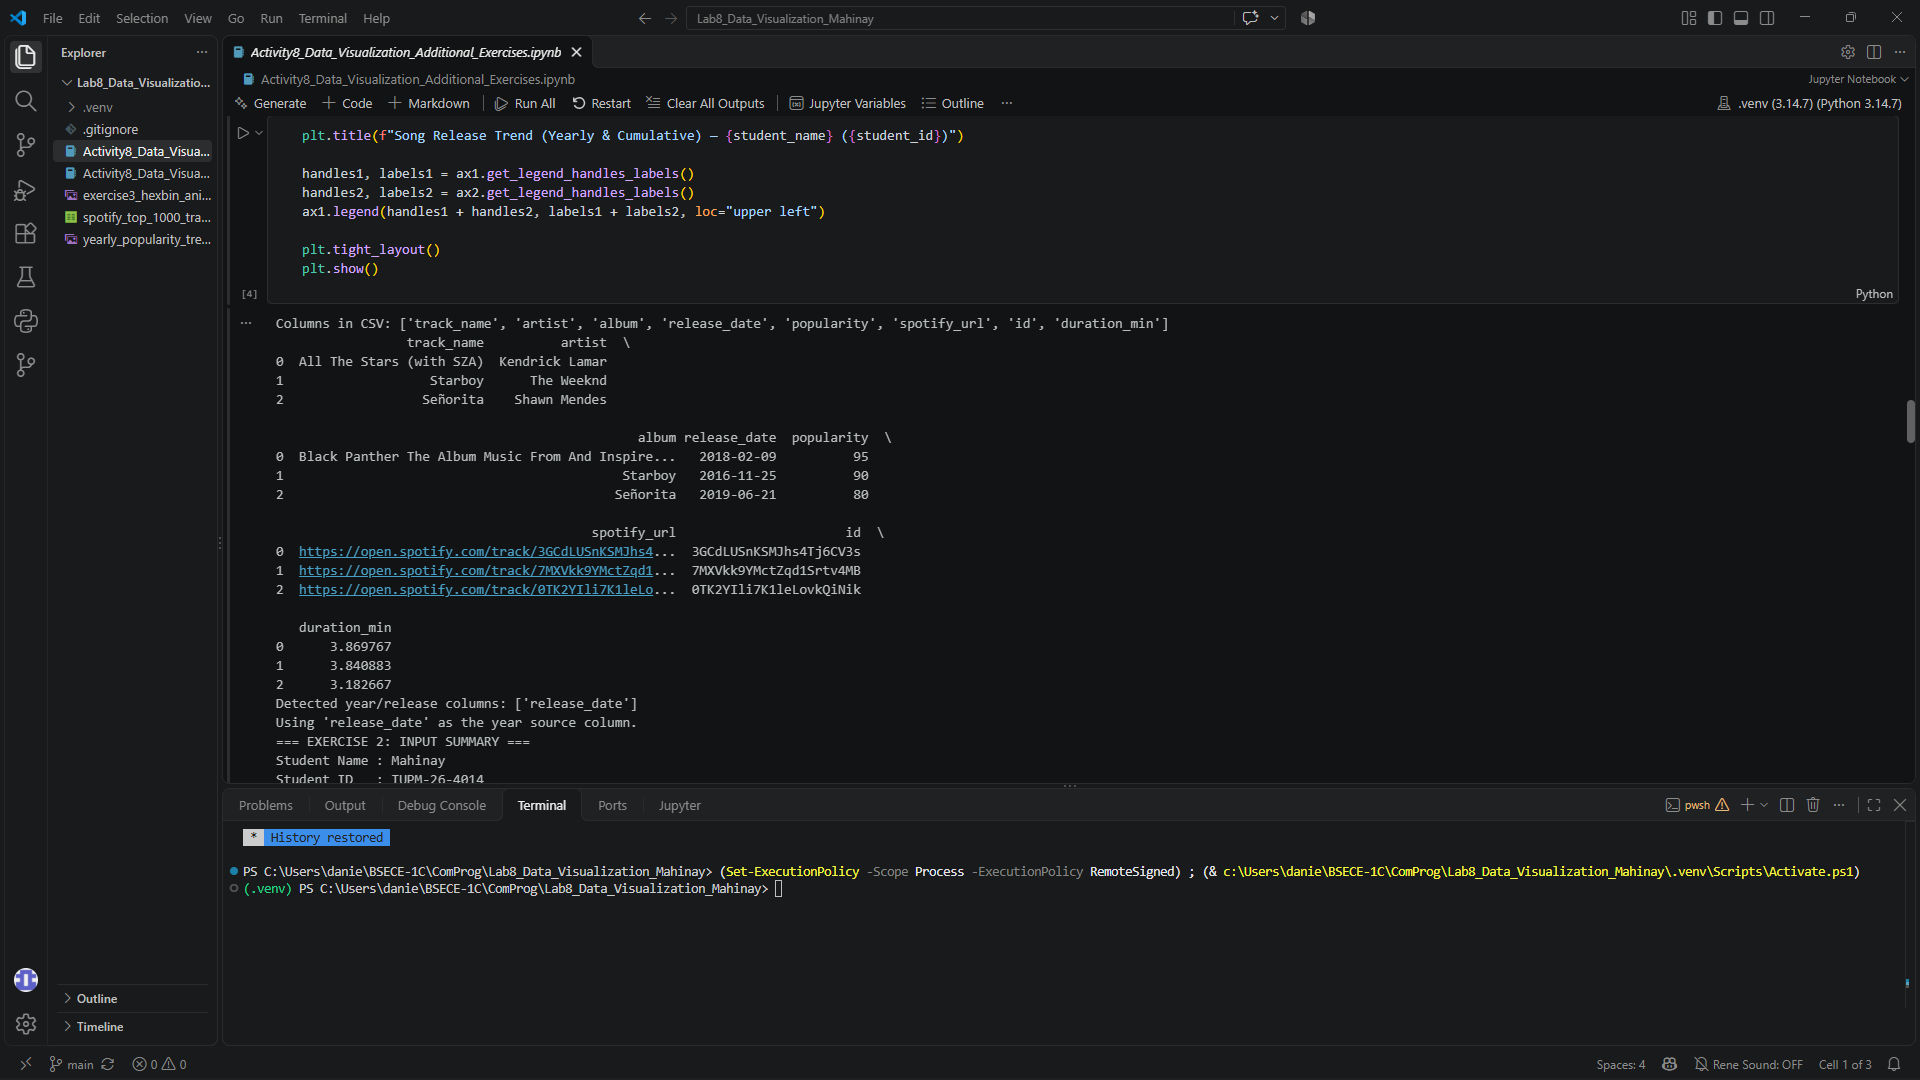 File Edit Selection View Go Run Terminal Help
Lab8_Data_Visualization_Mahinay
Explorer
Lab8_Data_Visualizatio...
.venv
.gitignore
Activity8_Data_Visua...
Activity8_Data_Visua...
exercise3_hexbin_ani...
spotify_top_1000_tra...
yearly_popularity_tre...
Outline
Timeline
Activity8_Data_Visualization_Additional_Exercises.ipynb
Activity8_Data_Visualization_Additional_Exercises.ipynb
Jupyter Notebook
Generate + Code + Markdown Run All Restart Clear All Outputs Jupyter Variables Outline ...
.venv (3.14.7) (Python 3.14.7)
plt.title(f"Song Release Trend (Yearly & Cumulative) — {student_name} ({student_id})")
handles1, labels1 = ax1.get_legend_handles_labels()
handles2, labels2 = ax2.get_legend_handles_labels()
ax1.legend(handles1 + handles2, labels1 + labels2, loc="upper left")
plt.tight_layout()
plt.show()
[4]
Python
Columns in CSV: ['track_name', 'artist', 'album', 'release_date', 'popularity', 'spotify_url', 'id', 'duration_min']
track_name artist \
0 All The Stars (with SZA) Kendrick Lamar
1 Starboy The Weeknd
2 Señorita Shawn Mendes
album release_date popularity \
0 Black Panther The Album Music From And Inspire... 2018-02-09 95
1 Starboy 2016-11-25 90
2 Señorita 2019-06-21 80
spotify_url id \
0 https://open.spotify.com/track/3GCdLUSnKSMJhs4... 3GCdLUSnKSMJhs4Tj6CV3s
1 https://open.spotify.com/track/7MXVkk9YMctZqd1... 7MXVkk9YMctZqd1Srtv4MB
2 https://open.spotify.com/track/0TK2YIli7K1leLo... 0TK2YIli7K1leLovkQiNik
duration_min
0 3.869767
1 3.840883
2 3.182667
Detected year/release columns: ['release_date']
Using 'release_date' as the year source column.
=== EXERCISE 2: INPUT SUMMARY ===
Student Name : Mahinay
Student ID : TUPM-26-4014
Problems Output Debug Console Terminal Ports Jupyter
pwsh
* History restored
PS C:\Users\danie\BSECE-1C\ComProg\Lab8_Data_Visualization_Mahinay> (Set-ExecutionPolicy -Scope Process -ExecutionPolicy RemoteSigned) ; (& c:\Users\danie\BSECE-1C\ComProg\Lab8_Data_Visualization_Mahinay\.venv\Scripts\Activate.ps1)
(.venv) PS C:\Users\danie\BSECE-1C\ComProg\Lab8_Data_Visualization_Mahinay>
main 0 0
Spaces: 4 Rene Sound: OFF Cell 1 of 3